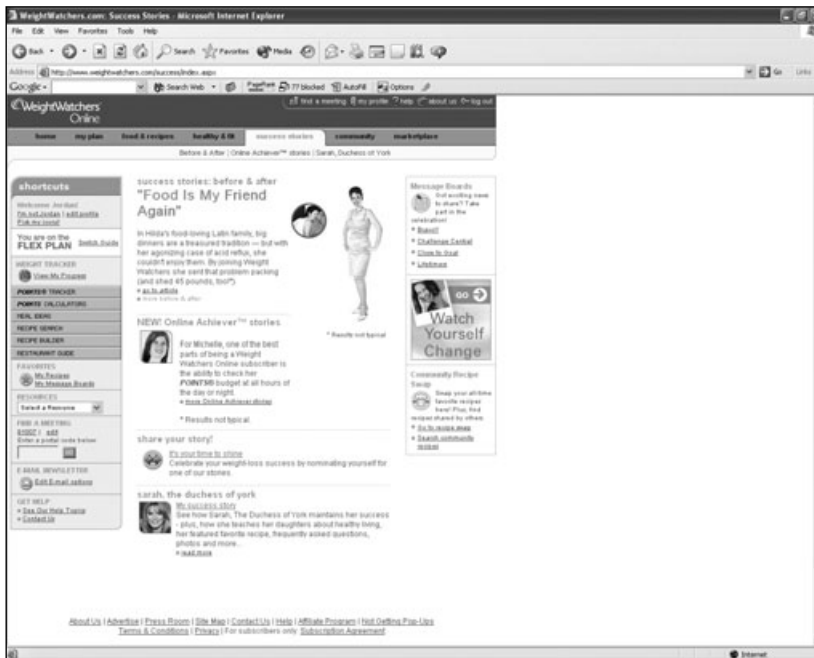 WeightWatchers.com: Success Stories - Microsoft Internet Explorer
File Edit View Favorites Tools Help
Back Search Favorites Media
Address http://www.weightwatchers.com/success/index.aspx Go Links
Google Search Web PageRank 77 blocked AutoFill Options
WeightWatchers
Online
find a meeting my profile ? help about us log out
home my plan food & recipes healthy & fit success stories community marketplace
Before & After | Online Achiever™ stories | Sarah, Duchess of York
shortcuts
Welcome Jordan!
I'm not Jordan | edit profile
You are on the
FLEX PLAN Switch Guide
WEIGHT TRACKER
View My Progress
POINTS® TRACKER
POINTS CALCULATORS
MEAL IDEAS
RECIPE SEARCH
RECIPE BUILDER
RESTAURANT GUIDE
FAVORITES
My Recipes
My Message Boards
RESOURCES
Select a Resource
FIND A MEETING
edit
Enter a postal code below:
E-MAIL NEWSLETTER
Edit E-mail options
GET HELP
See Our Help Topics
Contact Us
success stories: before & after
"Food Is My Friend
Again"
In Hilda's food-loving Latin family, big
dinners are a treasured tradition — but with
her agonizing case of acid reflux, she
couldn't enjoy them. By joining Weight
Watchers she sent that problem packing
(and shed 45 pounds, too!*)
go to article
more before & after
* Results not typical.
NEW! Online Achiever™ stories
For Michelle, one of the best
parts of being a Weight
Watchers Online subscriber is
the ability to check her
POINTS® budget at all hours of
the day or night.
more Online Achiever stories
* Results not typical.
share your story!
It's your time to shine
Celebrate your weight-loss success by nominating yourself for
one of our stories.
sarah, the duchess of york
My success story
See how Sarah, The Duchess of York maintains her success
- plus, how she teaches her daughters about healthy living,
her featured favorite recipe, frequently asked questions,
photos and more...
read more
Message Boards
Got exciting news
to share? Take
part in the
celebration!
Bravo!
Challenge Central
Close to Goal
Lifetimers
GO
Watch
Yourself
Change
Community Recipe
Swap
Swap your all-time
favorite recipes
here! Plus, find
recipes shared by others.
Go to recipe swap
Search community
recipes
About Us | Advertise | Press Room | Site Map | Contact Us | Help | Affiliate Program | Not Getting Pop-Ups
Terms & Conditions | Privacy | For subscribers only: Subscription Agreement
Internet